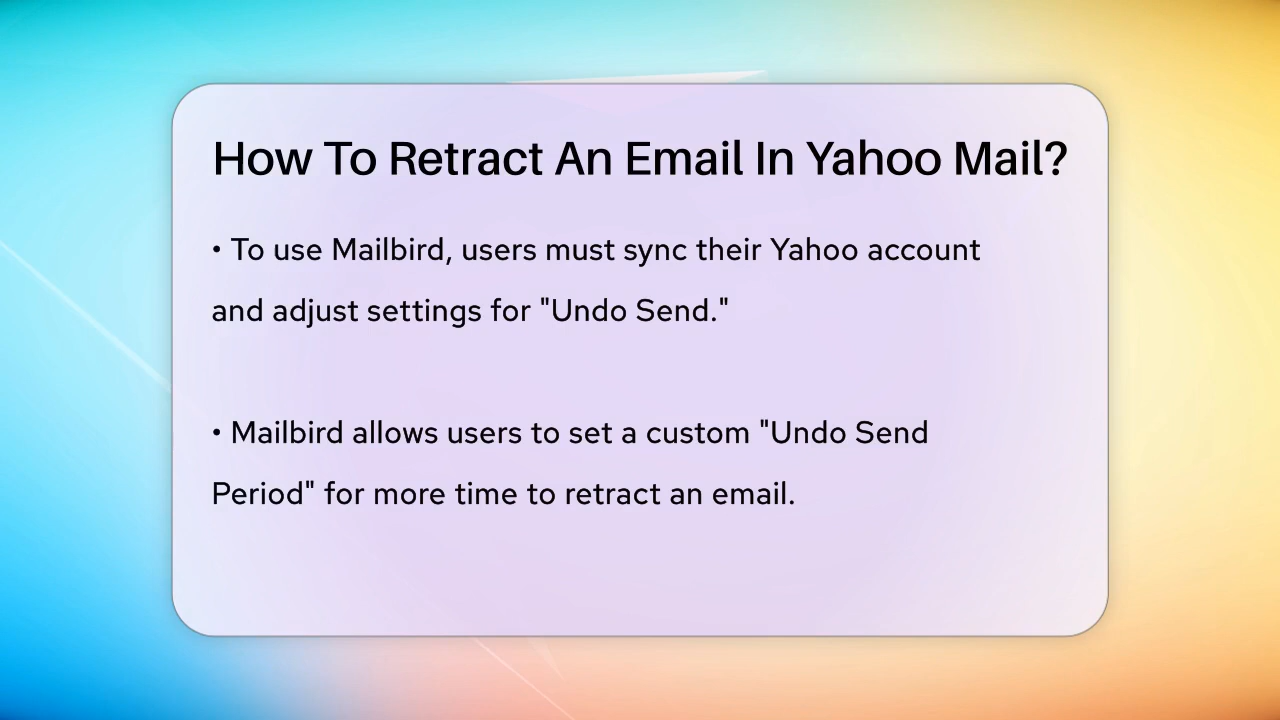 How To Retract An Email In Yahoo Mail?
• To use Mailbird, users must sync their Yahoo account
and adjust settings for "Undo Send."
• Mailbird allows users to set a custom "Undo Send
Period" for more time to retract an email.